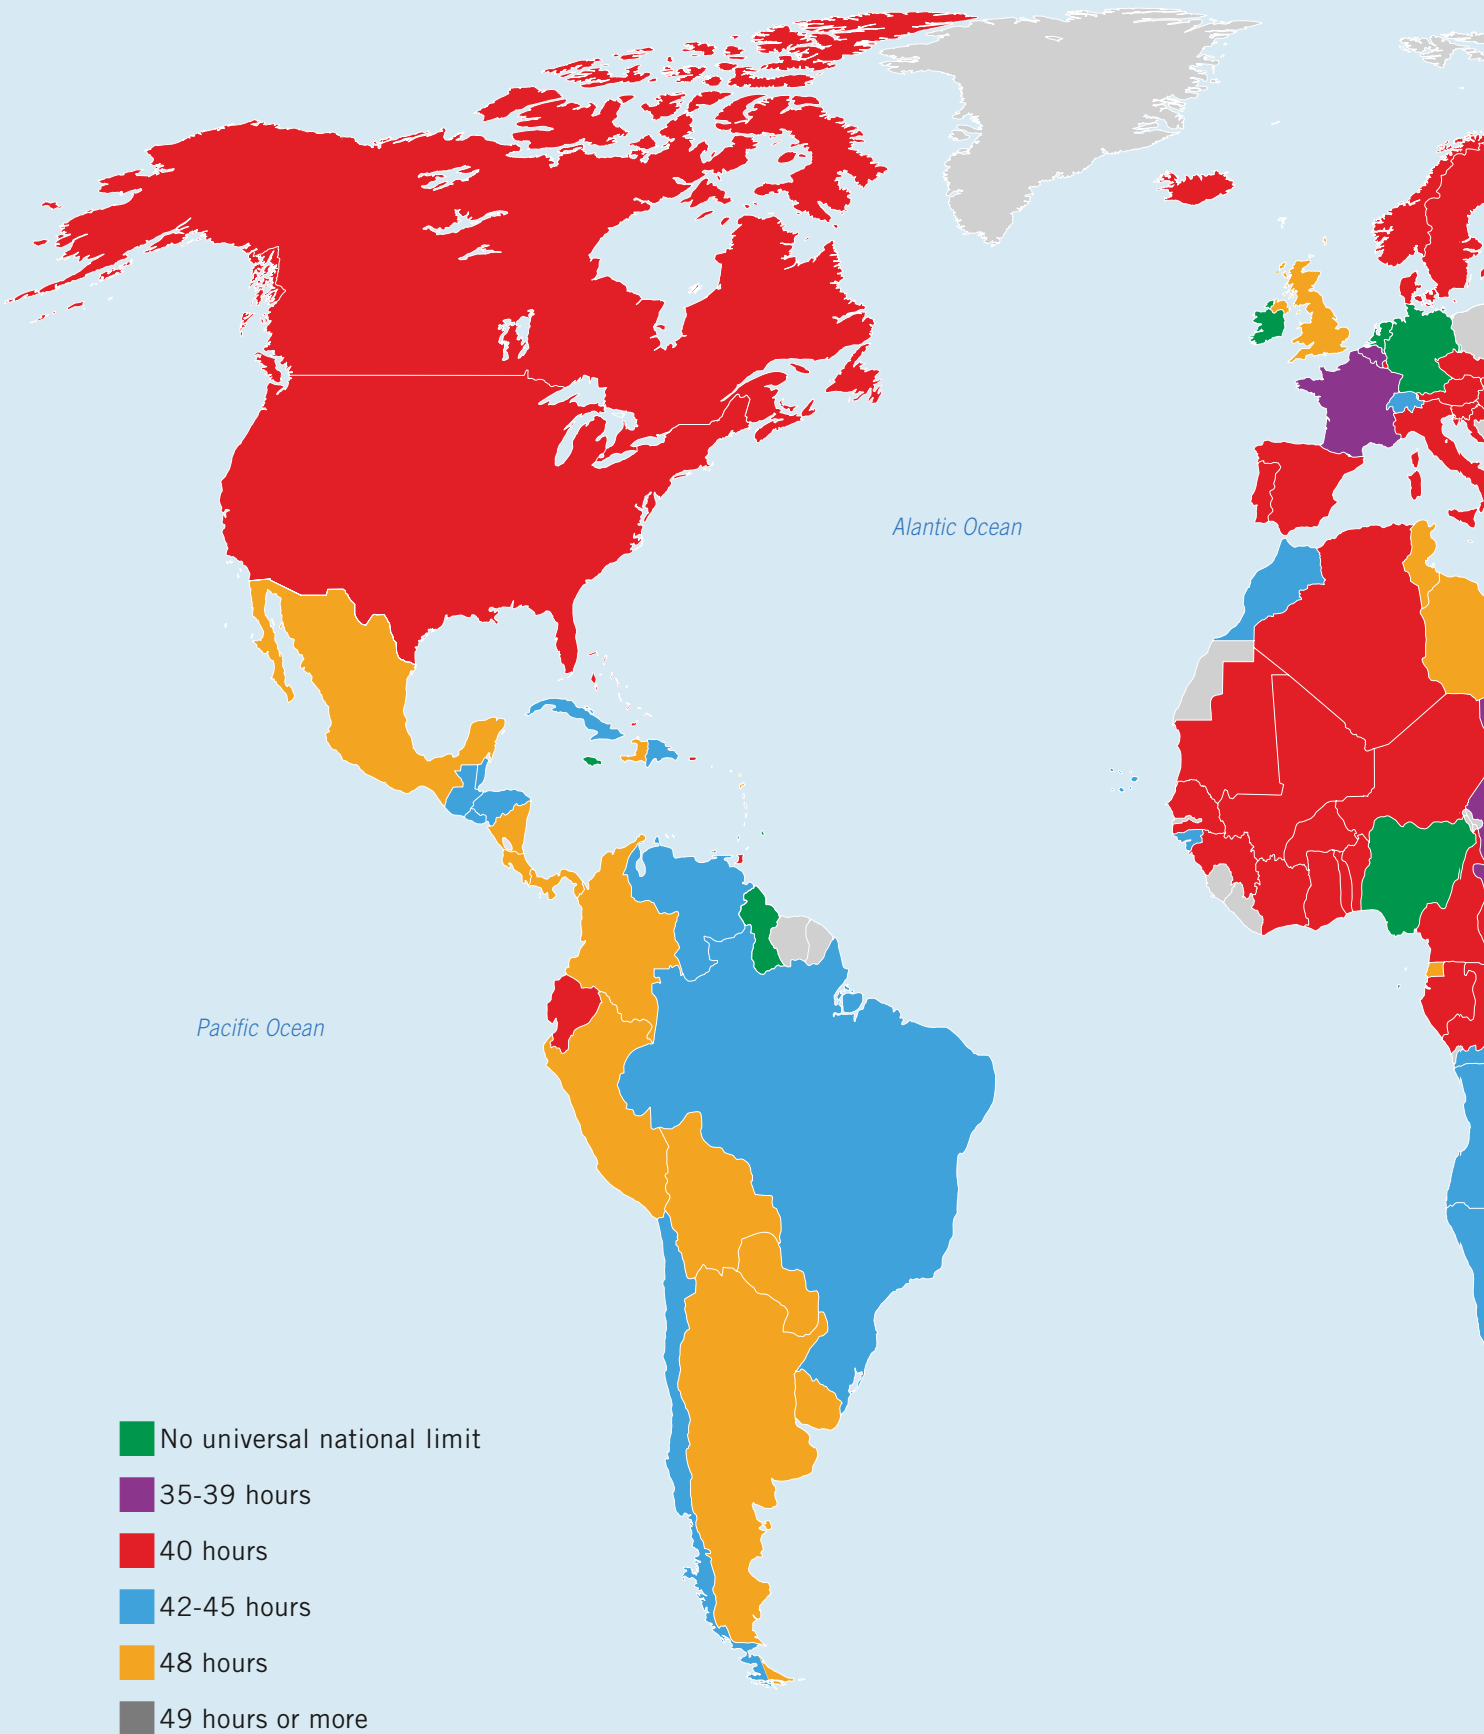 Alantic Ocean
Pacific Ocean
No universal national limit
35-39 hours
40 hours
42-45 hours
48 hours
49 hours or more